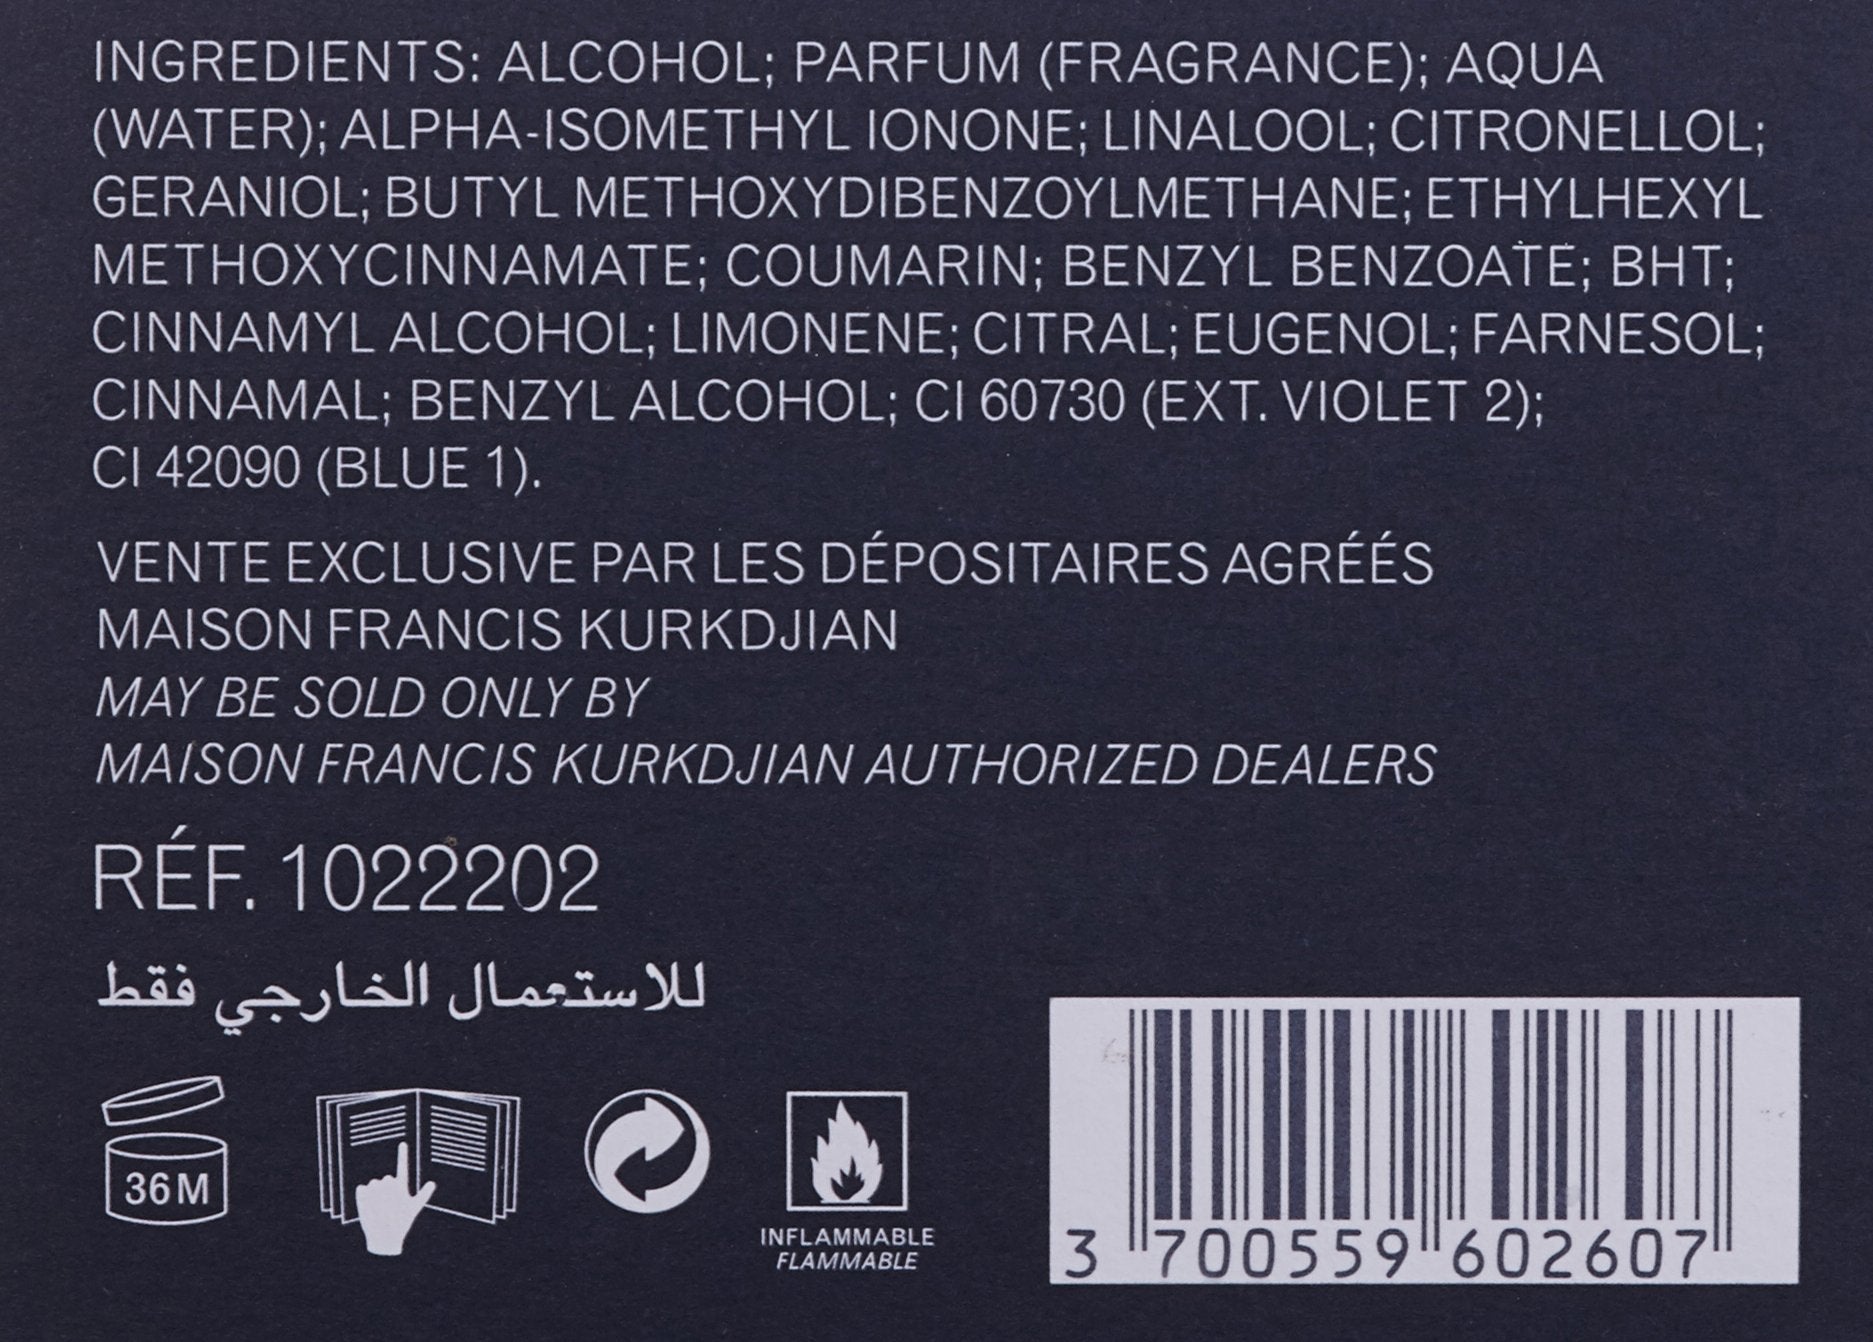 INGREDIENTS: ALCOHOL; PARFUM (FRAGRANCE); AQUA
(WATER); ALPHA-ISOMETHYL IONONE; LINALOOL; CITRONELLOL;
GERANIOL; BUTYL METHOXYDIBENZOYLMETHANE; ETHYLHEXYL
METHOXYCINNAMATE; COUMARIN; BENZYL BENZOATE; BHT;
CINNAMYL ALCOHOL; LIMONENE; CITRAL; EUGENOL; FARNESOL;
CINNAMAL; BENZYL ALCOHOL; CI 60730 (EXT. VIOLET 2);
CI 42090 (BLUE 1).
VENTE EXCLUSIVE PAR LES DÉPOSITAIRES AGRÉÉS
MAISON FRANCIS KURKDJIAN
MAY BE SOLD ONLY BY
MAISON FRANCIS KURKDJIAN AUTHORIZED DEALERS
RÉF. 1022202
للاستعمال الخارجي فقط
36M
INFLAMMABLE
FLAMMABLE
3 700559 602607